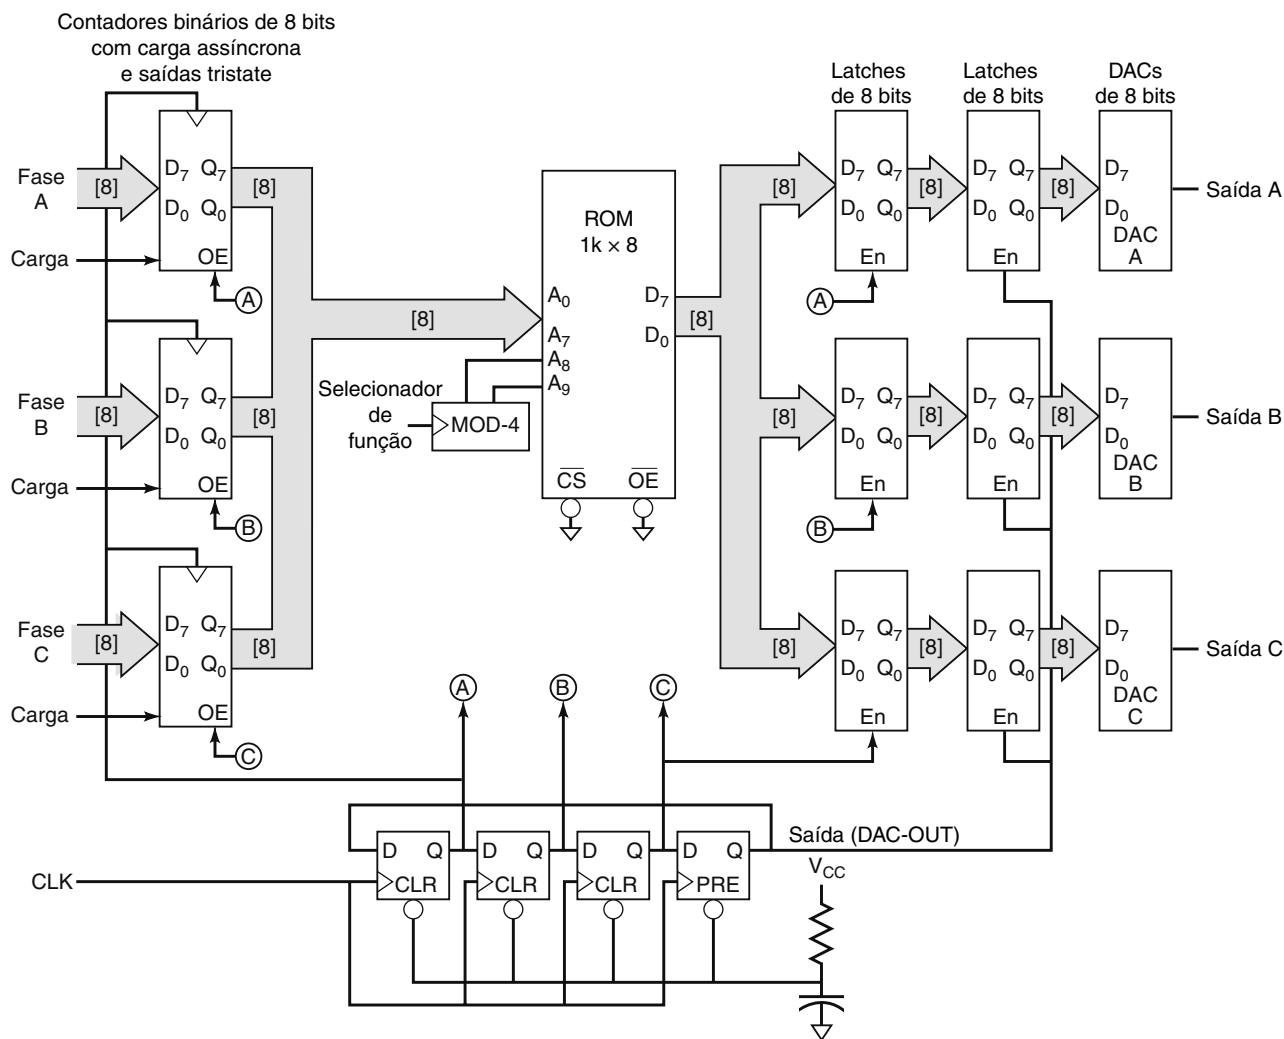 Contadores binários de 8 bits
com carga assíncrona
e saídas tristate
Latches
de 8 bits
Latches
de 8 bits
DACs
de 8 bits
Fase
A
[8]
D7 Q7
D0 Q0
OE
[8]
Carga
A
Fase
B
[8]
D7 Q7
D0 Q0
OE
[8]
Carga
B
Fase
C
[8]
D7 Q7
D0 Q0
OE
[8]
Carga
C
[8]
Selecionador
de
função
MOD-4
ROM
1k × 8
A0
A7
A8
A9
D7
D0
CS OE
[8]
[8]
D7 Q7
D0 Q0
En
A
[8]
D7 Q7
D0 Q0
En
[8]
D7
D0
DAC
A
Saída A
[8]
D7 Q7
D0 Q0
En
B
[8]
D7 Q7
D0 Q0
En
[8]
D7
D0
DAC
B
Saída B
[8]
D7 Q7
D0 Q0
En
[8]
D7 Q7
D0 Q0
En
[8]
D7
D0
DAC
C
Saída C
A
B
C
CLK
D Q
CLR
D Q
CLR
D Q
CLR
D Q
PRE
Saída (DAC-OUT)
VCC